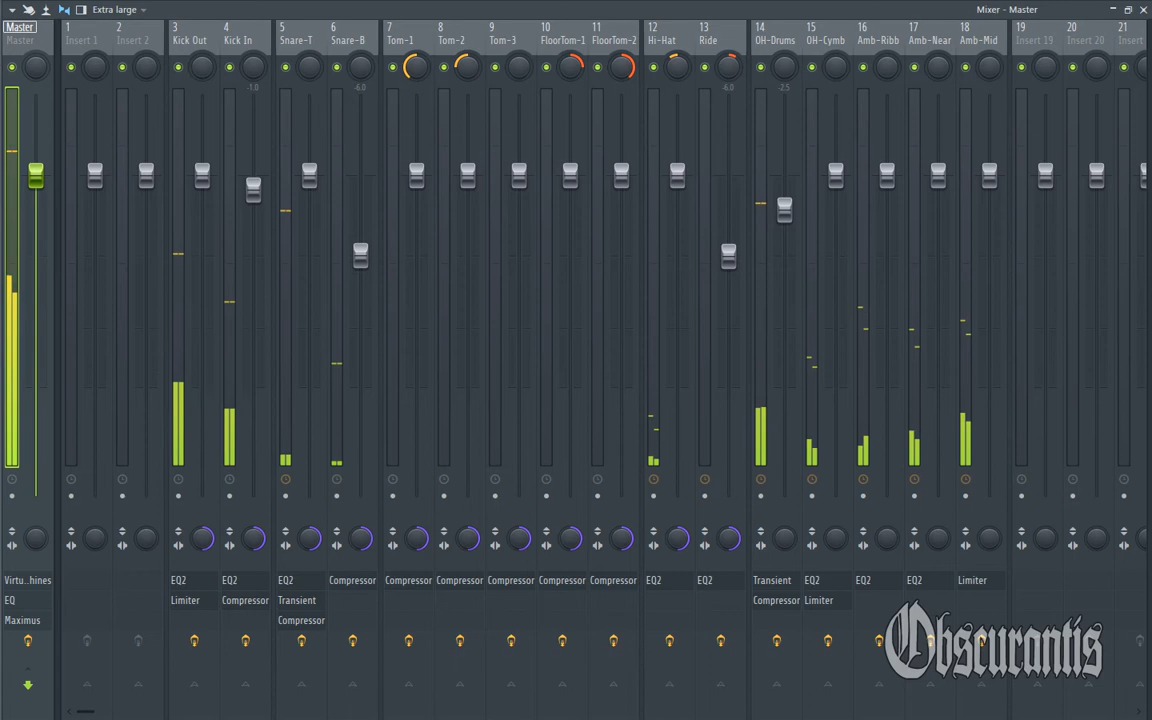 Extra large
Mixer - Master
Master 1 2 3 4 5 6 7 8 9 10 11 12 13 14 15 16 17 18 19 20 21
Master Insert 1 Insert 2 Kick Out Kick In Snare-T Snare-B Tom-1 Tom-2 Tom-3 FloorTom-1 FloorTom-2 Hi-Hat Ride OH-Drums OH-Cymb Amb-Ribb Amb-Near Amb-Mid Insert 19 Insert 20 Insert
-1.0 -6.0 -6.0 -2.5
Virtu..hines EQ2 EQ2 EQ2 Compressor Compressor Compressor Compressor Compressor Compressor EQ2 EQ2 Transient EQ2 EQ2 EQ2 Limiter
EQ Limiter Compressor Transient Compressor Limiter
Maximus Compressor
Obscurantis